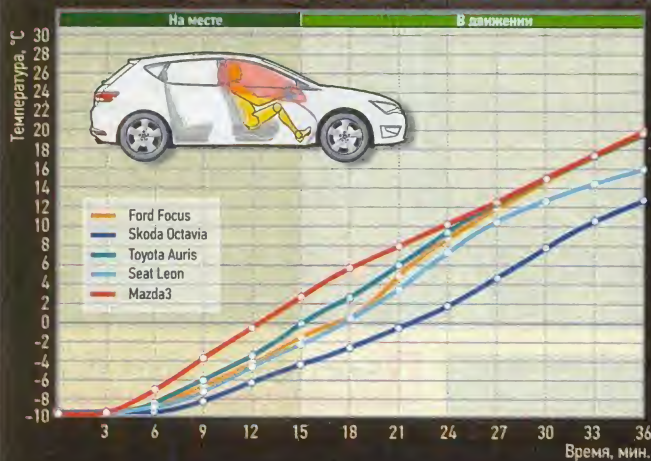 На месте
В движении
Температура, °C
30
28
26
24
22
20
18
16
14
12
10
8
6
4
2
0
-2
-4
-6
-8
-10
Ford Focus
Skoda Octavia
Toyota Auris
Seat Leon
Mazda3
3 6 9 12 15 18 21 24 27 30 33 36
Время, мин.